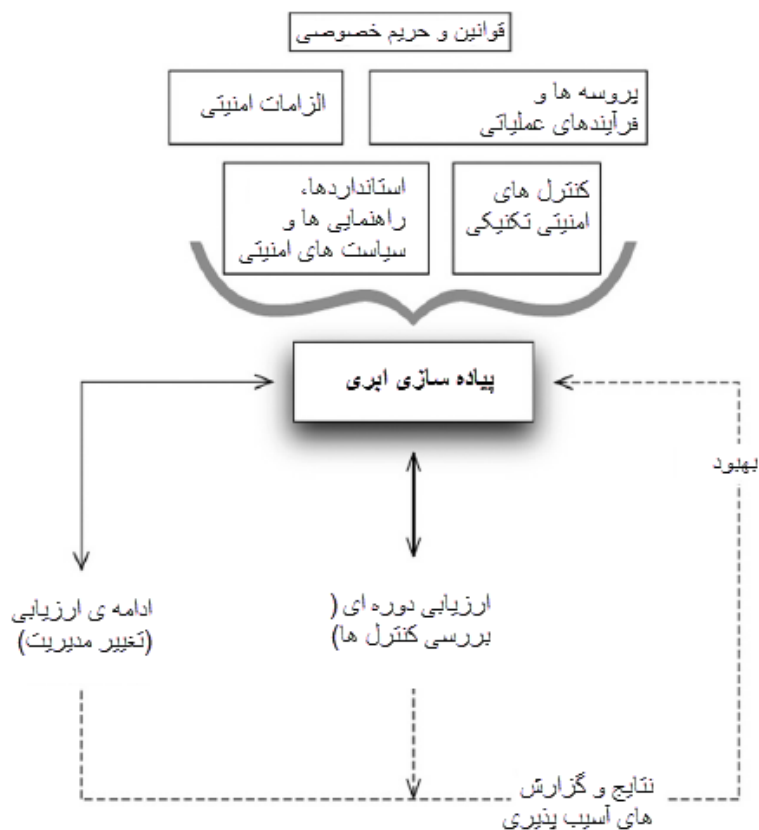 قوانین و حریم خصوصی
پروسه ها و
فرآیندهای عملیاتی
الزامات امنیتی
کنترل های
امنیتی تکنیکی
استانداردها،
راهنمایی ها و
سیاست های امنیتی
پیاده سازی ابری
بهبود
ارزیابی دوره ای (
بررسی کنترل ها)
ادامه ی ارزیابی
(تغییر مدیریت)
نتایج و گزارش
های آسیب پذیری